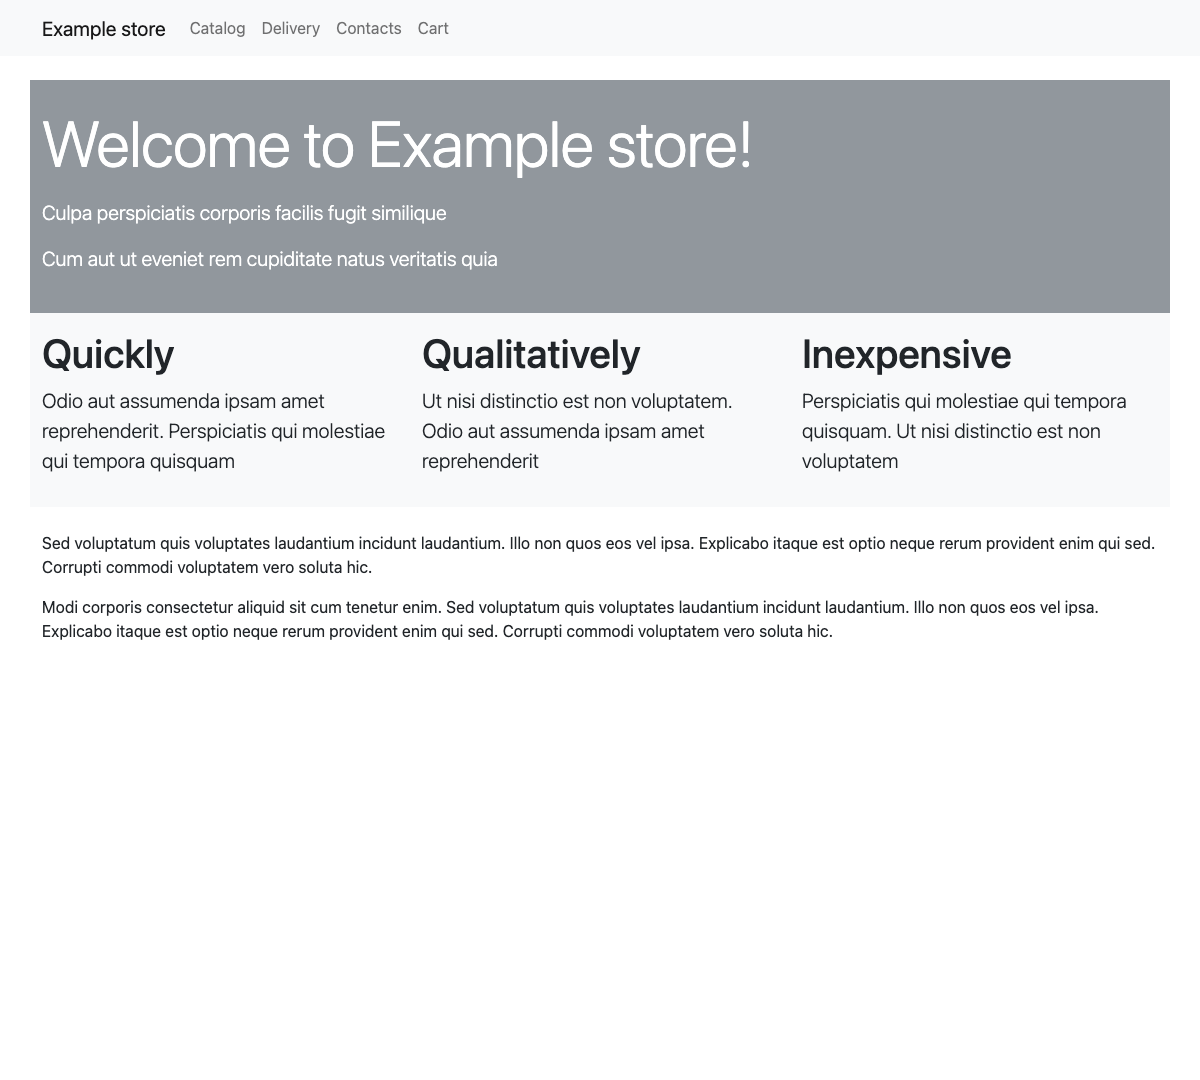 Example store Catalog Delivery Contacts Cart
Welcome to Example store!
Culpa perspiciatis corporis facilis fugit similique
Cum aut ut eveniet rem cupiditate natus veritatis quia
Quickly
Odio aut assumenda ipsam amet
reprehenderit. Perspiciatis qui molestiae
qui tempora quisquam
Qualitatively
Ut nisi distinctio est non voluptatem.
Odio aut assumenda ipsam amet
reprehenderit
Inexpensive
Perspiciatis qui molestiae qui tempora
quisquam. Ut nisi distinctio est non
voluptatem
Sed voluptatum quis voluptates laudantium incidunt laudantium. Illo non quos eos vel ipsa. Explicabo itaque est optio neque rerum provident enim qui sed.
Corrupti commodi voluptatem vero soluta hic.
Modi corporis consectetur aliquid sit cum tenetur enim. Sed voluptatum quis voluptates laudantium incidunt laudantium. Illo non quos eos vel ipsa.
Explicabo itaque est optio neque rerum provident enim qui sed. Corrupti commodi voluptatem vero soluta hic.